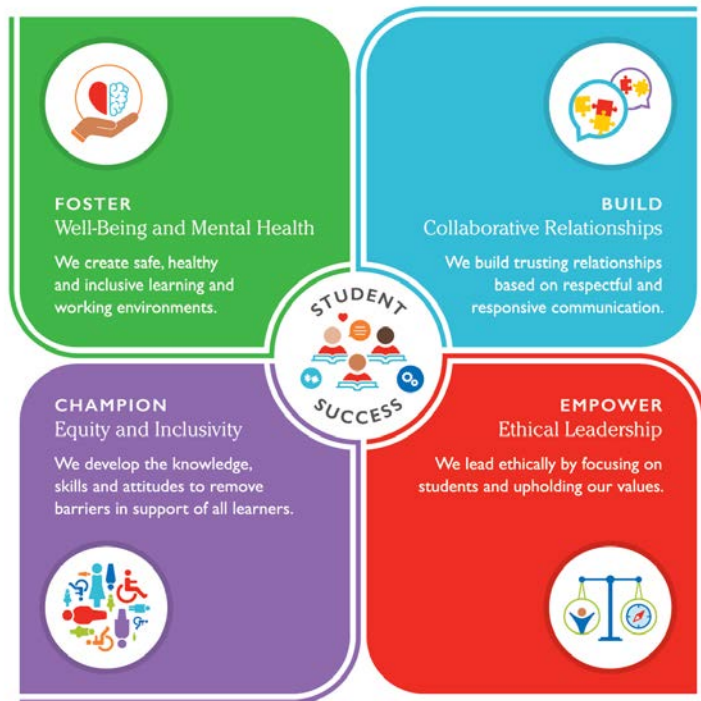 FOSTER
Well-Being and Mental Health
We create safe, healthy
and inclusive learning and
working environments.
BUILD
Collaborative Relationships
We build trusting relationships
based on respectful and
responsive communication.
STUDENT
SUCCESS
CHAMPION
Equity and Inclusivity
We develop the knowledge,
skills and attitudes to remove
barriers in support of all learners.
EMPOWER
Ethical Leadership
We lead ethically by focusing on
students and upholding our values.